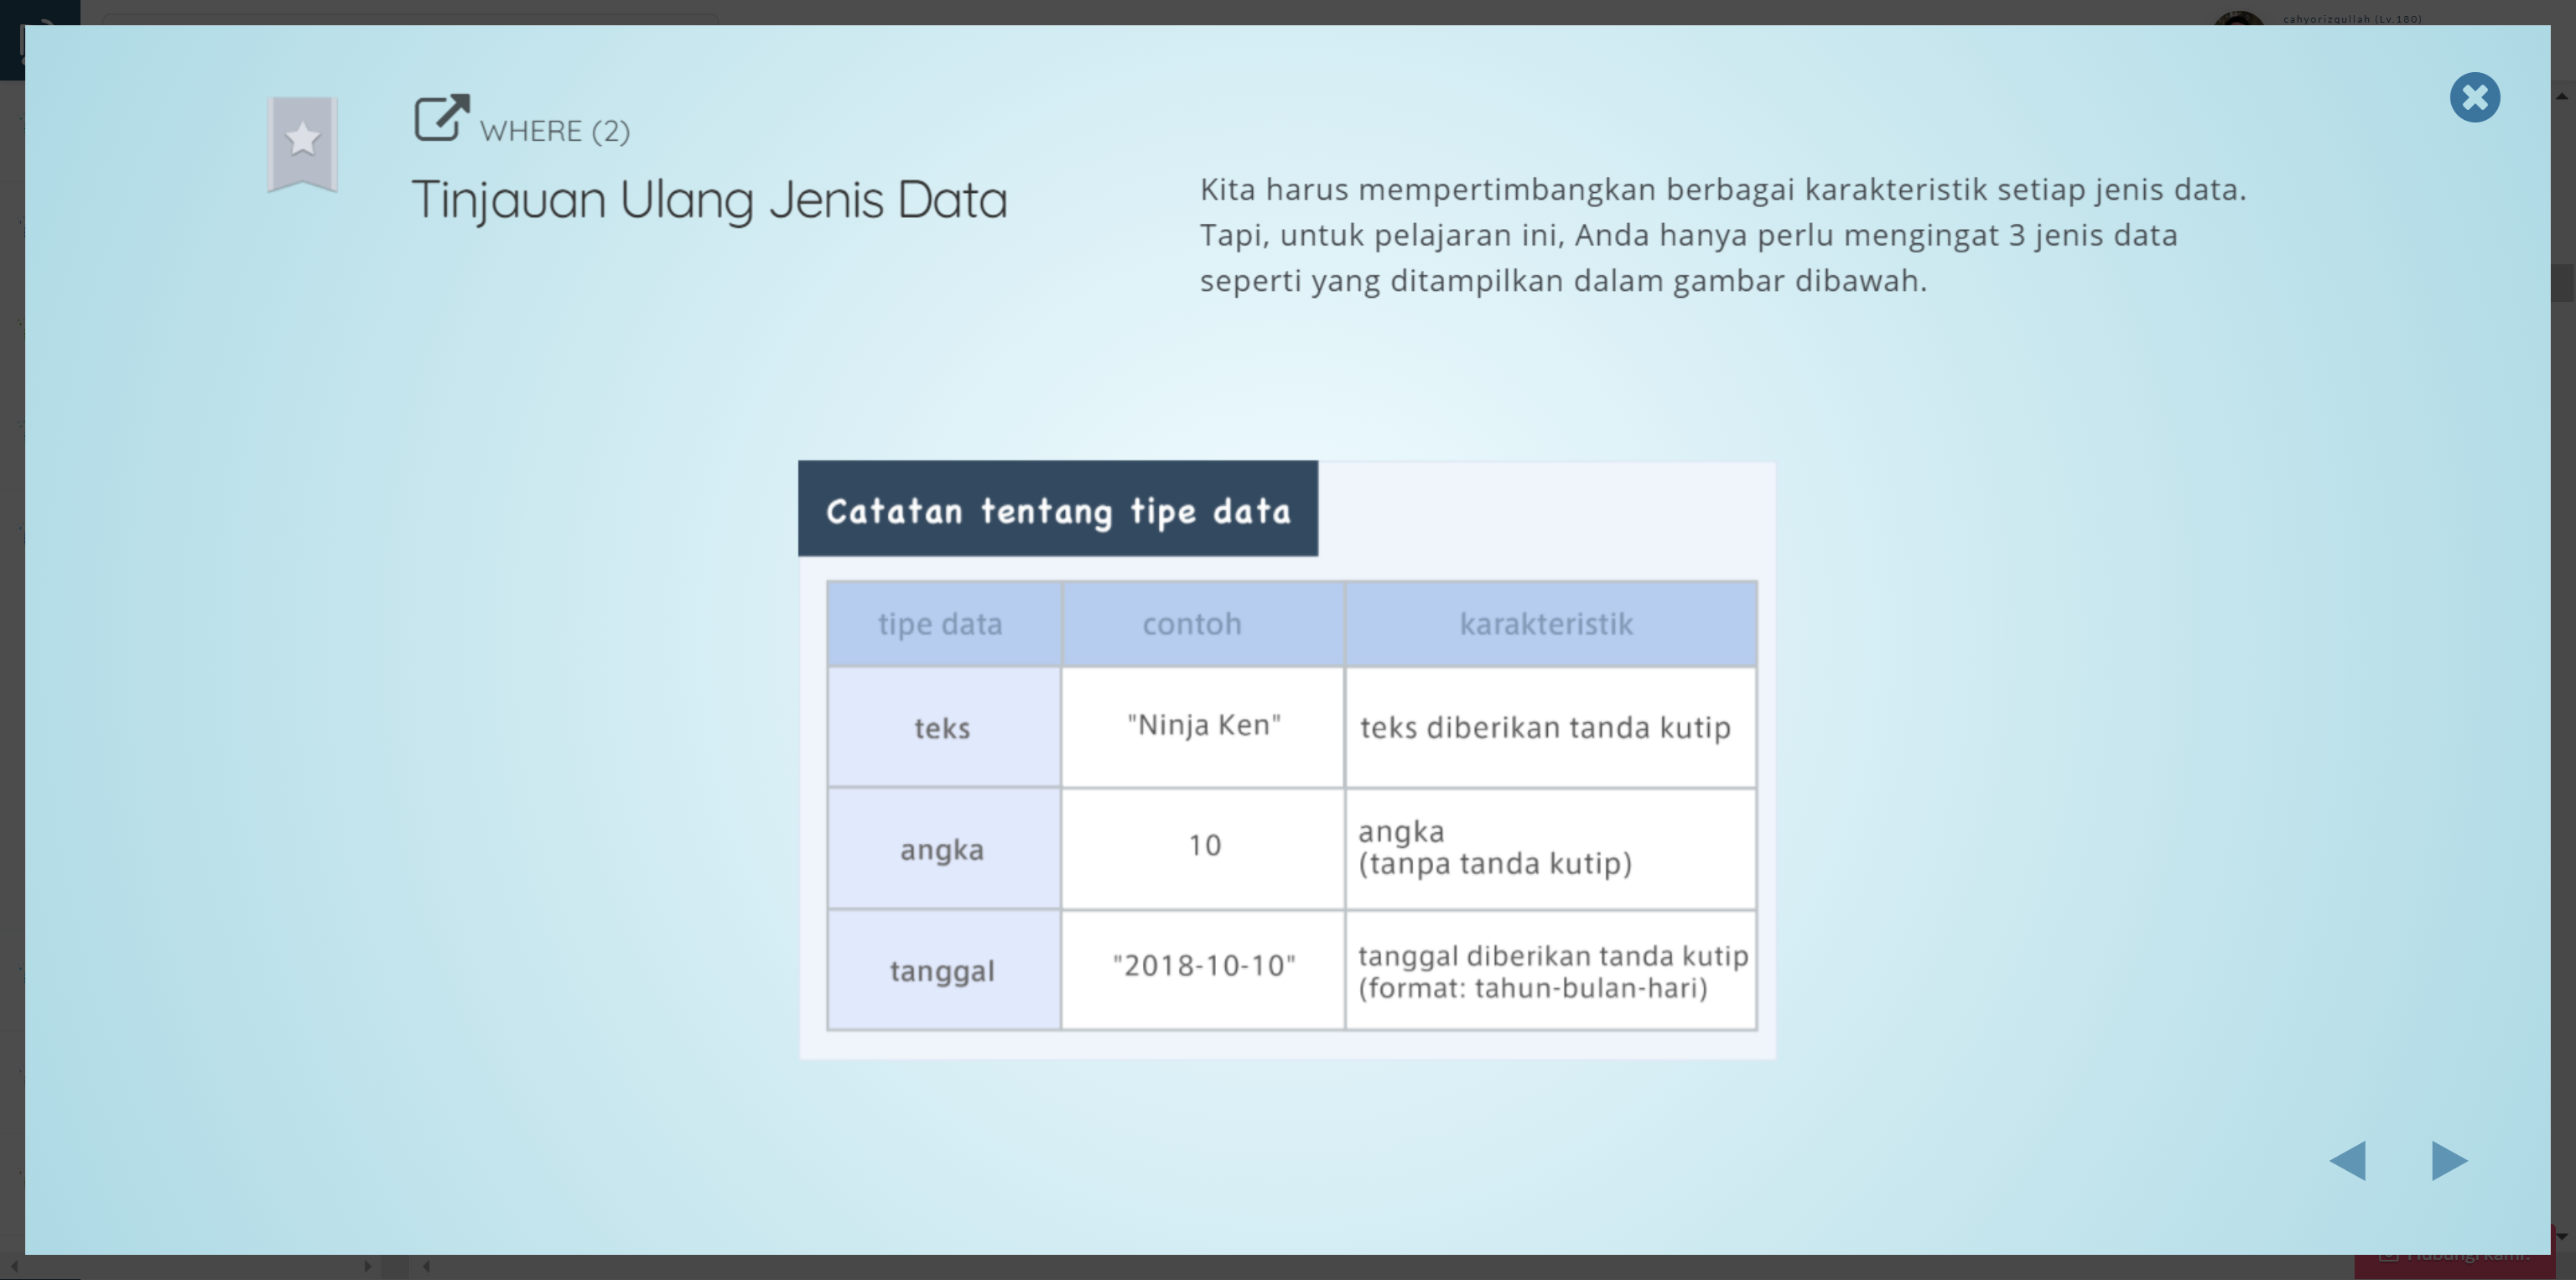 cahyorizqullah (Lv.180)
WHERE (2)
Tinjauan Ulang Jenis Data
Kita harus mempertimbangkan berbagai karakteristik setiap jenis data.
Tapi, untuk pelajaran ini, Anda hanya perlu mengingat 3 jenis data
seperti yang ditampilkan dalam gambar dibawah.
Catatan tentang tipe data
tipe data contoh karakteristik
teks "Ninja Ken" teks diberikan tanda kutip
angka 10 angka
(tanpa tanda kutip)
tanggal "2018-10-10" tanggal diberikan tanda kutip
(format: tahun-bulan-hari)